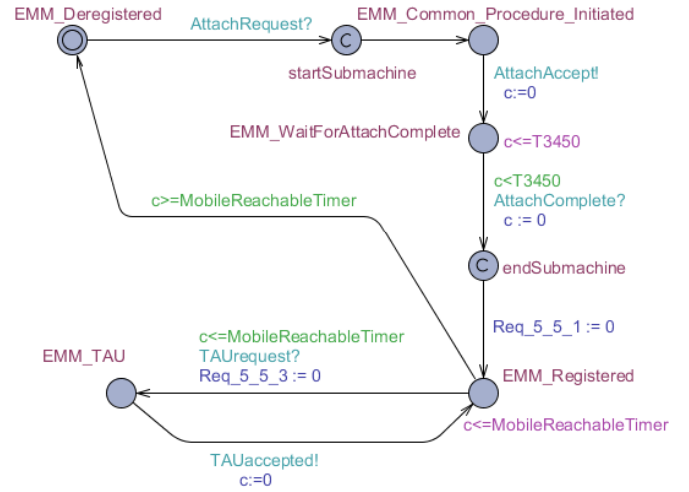 EMM_Deregistered
AttachRequest?
EMM_Common_Procedure_Initiated
C
startSubmachine
AttachAccept!
c:=0
EMM_WaitForAttachComplete
c<=T3450
c<T3450
AttachComplete?
c := 0
c>=MobileReachableTimer
C
endSubmachine
Req_5_5_1 := 0
c<=MobileReachableTimer
EMM_TAU
TAUrequest?
Req_5_5_3 := 0
EMM_Registered
c<=MobileReachableTimer
TAUaccepted!
c:=0